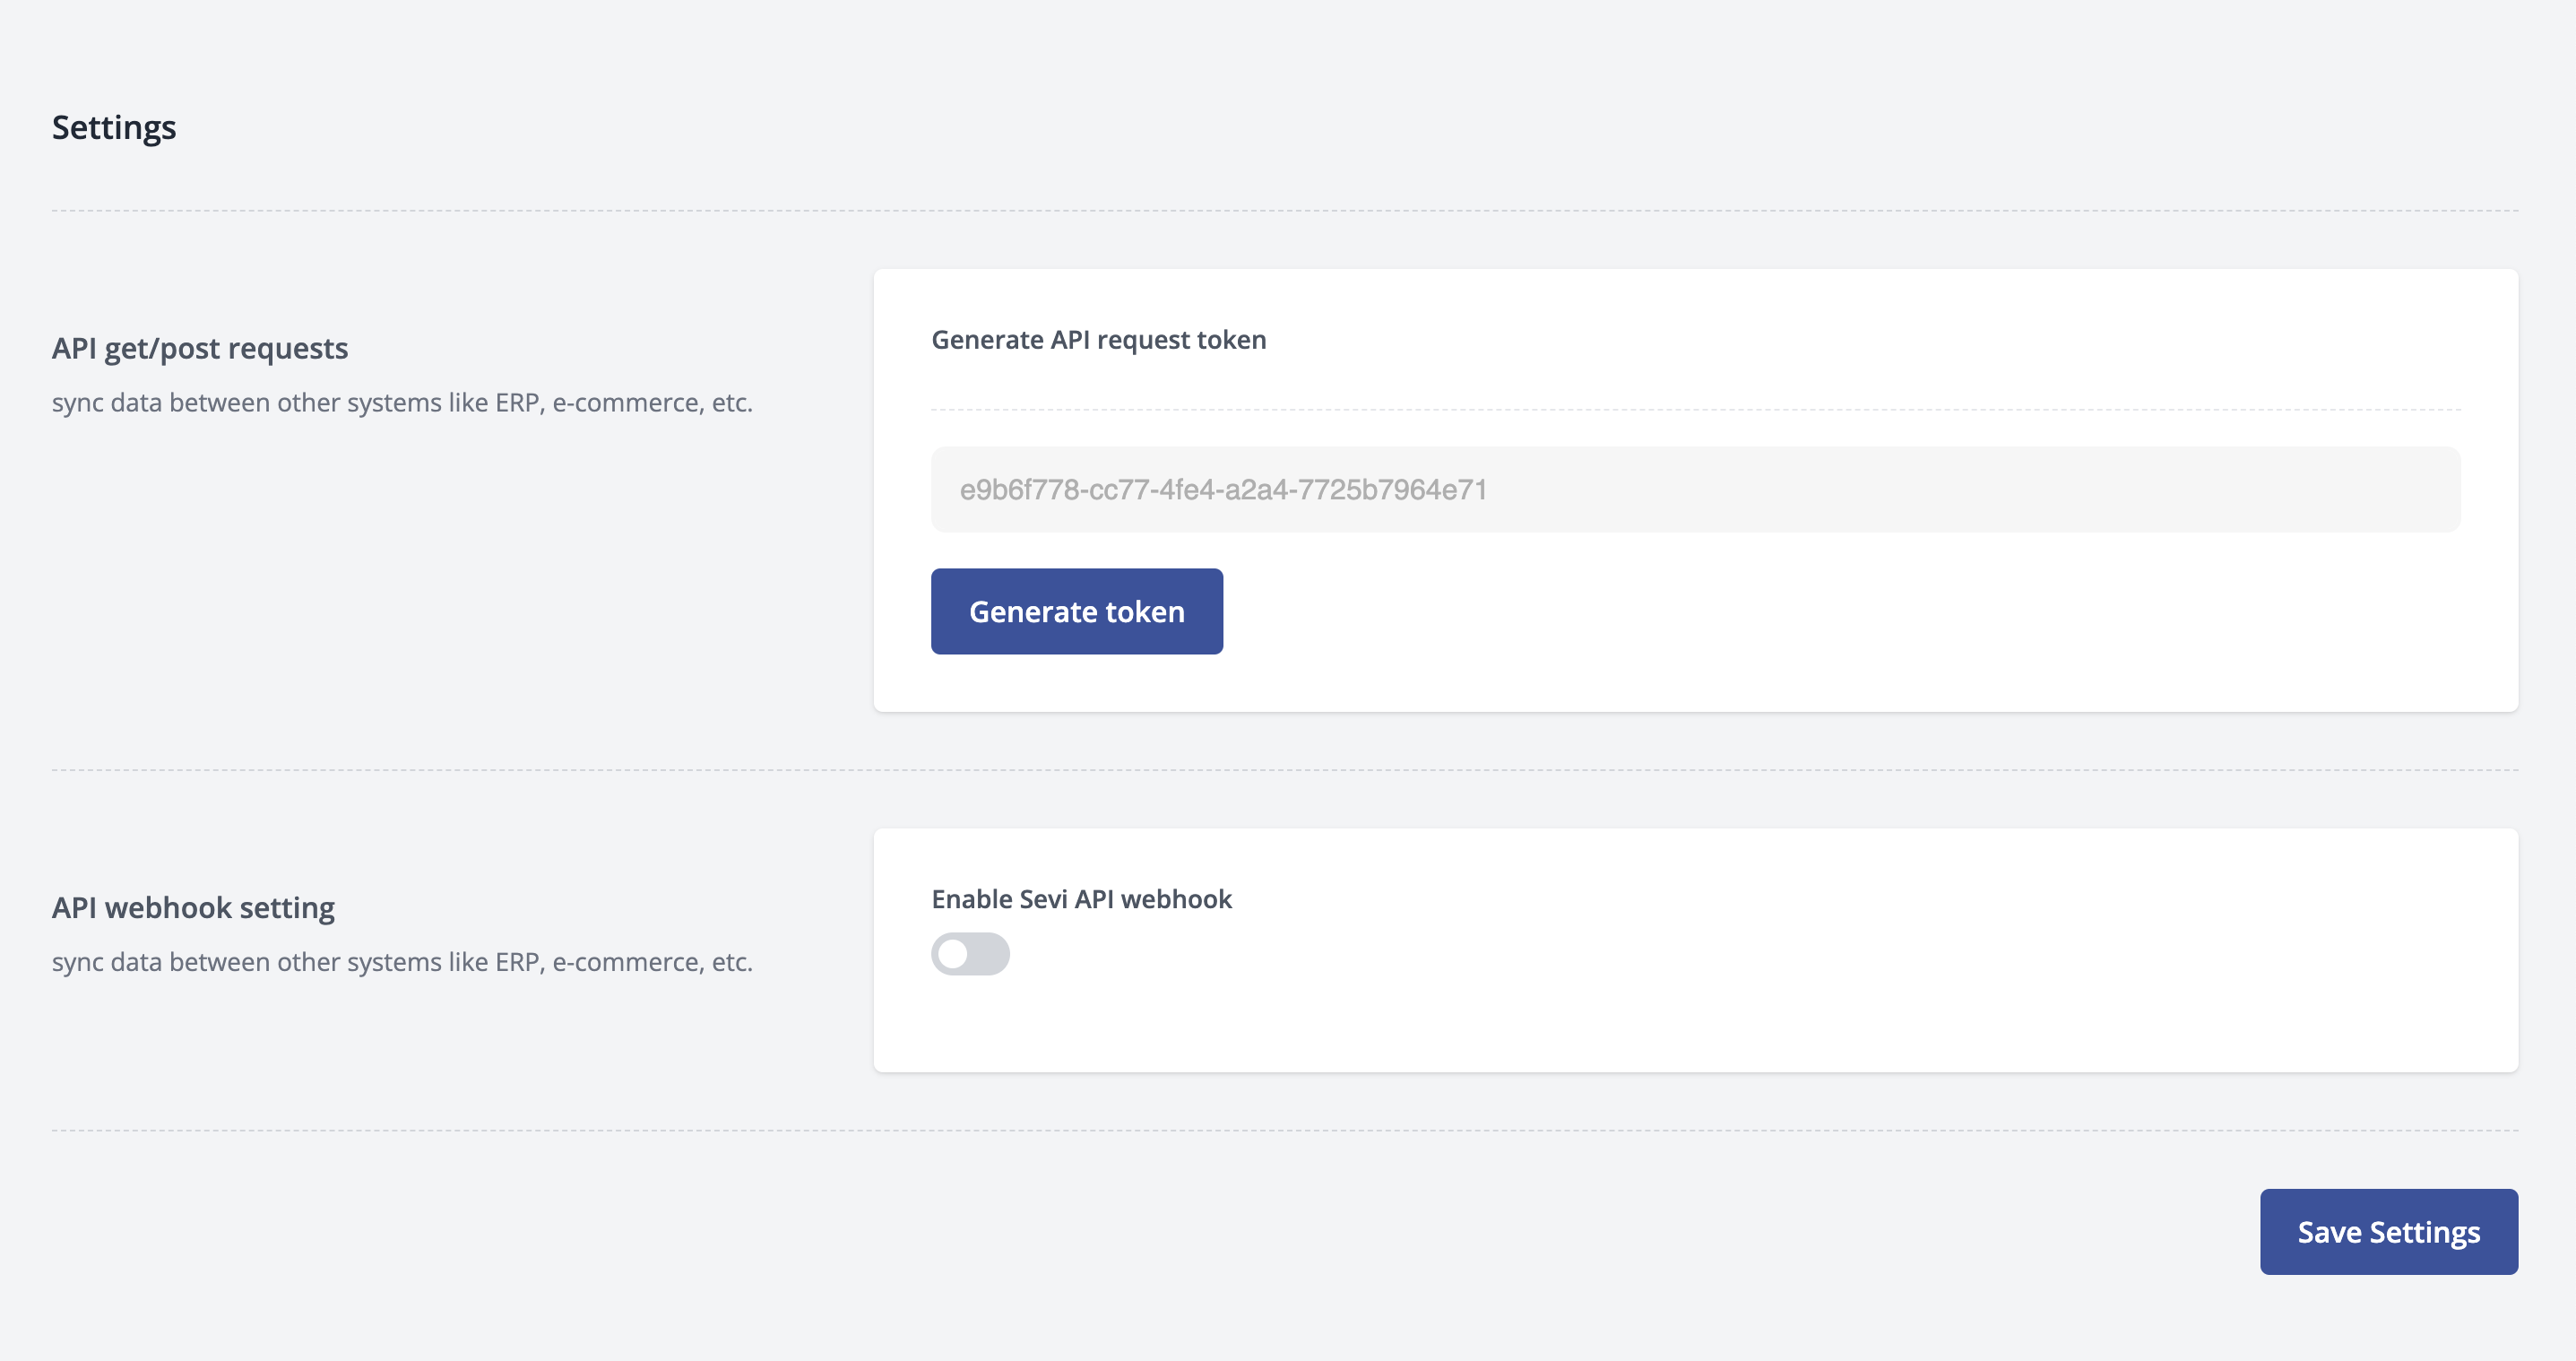 Settings
API get/post requests
sync data between other systems like ERP, e-commerce, etc.
Generate API request token
e9b6f778-cc77-4fe4-a2a4-7725b7964e71
Generate token
API webhook setting
sync data between other systems like ERP, e-commerce, etc.
Enable Sevi API webhook
Save Settings